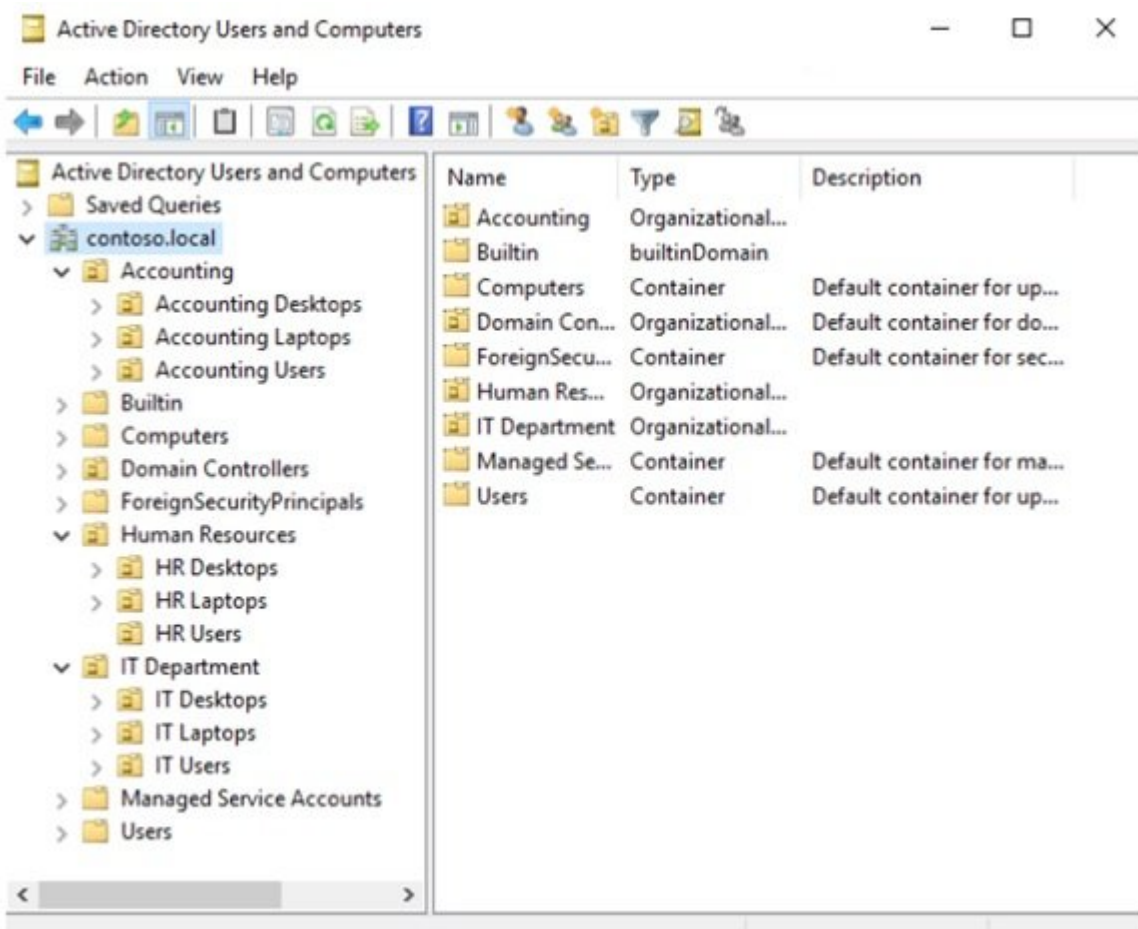 Active Directory Users and Computers
File Action View Help
Active Directory Users and Computers
Saved Queries
contoso.local
Accounting
Accounting Desktops
Accounting Laptops
Accounting Users
Builtin
Computers
Domain Controllers
ForeignSecurityPrincipals
Human Resources
HR Desktops
HR Laptops
HR Users
IT Department
IT Desktops
IT Laptops
IT Users
Managed Service Accounts
Users
Name Type Description
Accounting Organizational...
Builtin builtinDomain
Computers Container Default container for up...
Domain Con... Organizational... Default container for do...
ForeignSecu... Container Default container for sec...
Human Res... Organizational...
IT Department Organizational...
Managed Se... Container Default container for ma...
Users Container Default container for up...